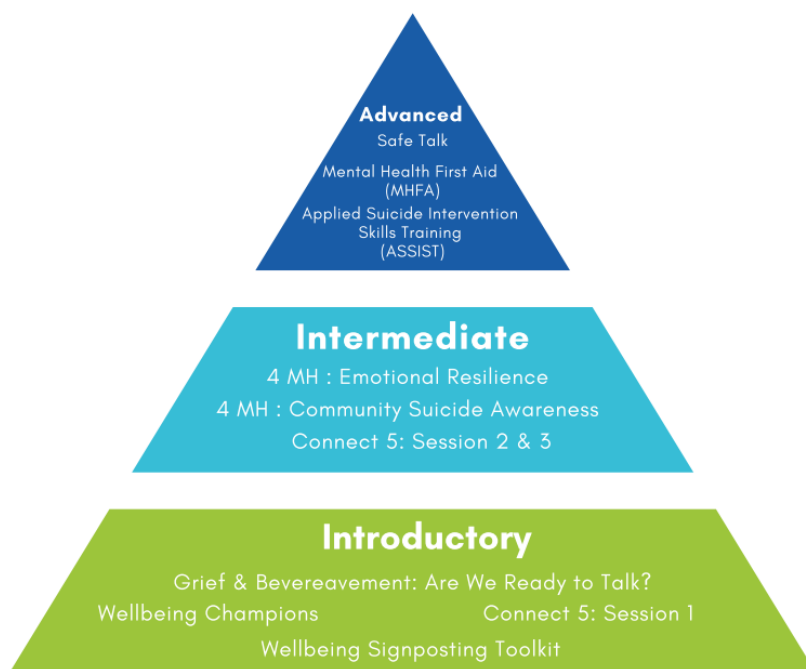 Advanced
Safe Talk
Mental Health First Aid
(MHFA)
Applied Suicide Intervention
Skills Training
(ASSIST)
Intermediate
4 MH : Emotional Resilience
4 MH : Community Suicide Awareness
Connect 5: Session 2 & 3
Introductory
Grief & Bevereavement: Are We Ready to Talk?
Wellbeing Champions Connect 5: Session 1
Wellbeing Signposting Toolkit